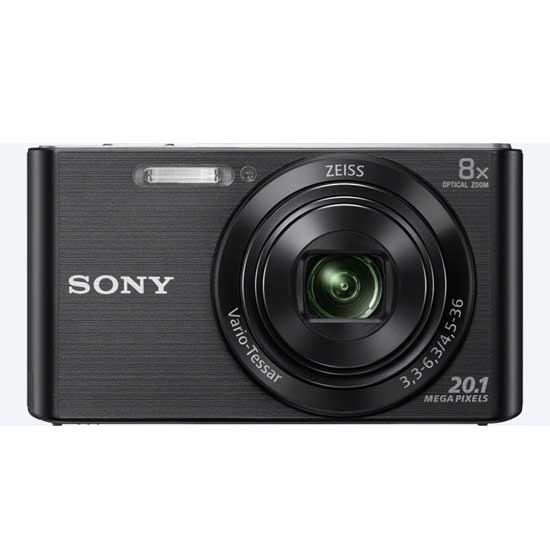 ZEISS
8x
OPTICAL ZOOM
SONY
Vario-Tessar
3,3-6,3/4,5-36
20.1
MEGA PIXELS